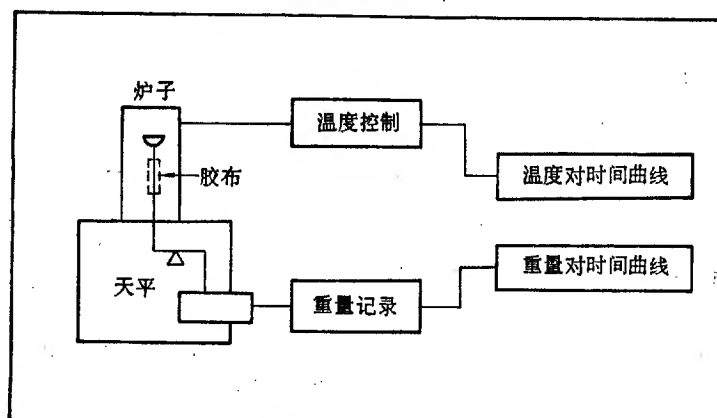 炉子
温度控制
胶布
温度对时间曲线
天平
重量对时间曲线
重量记录